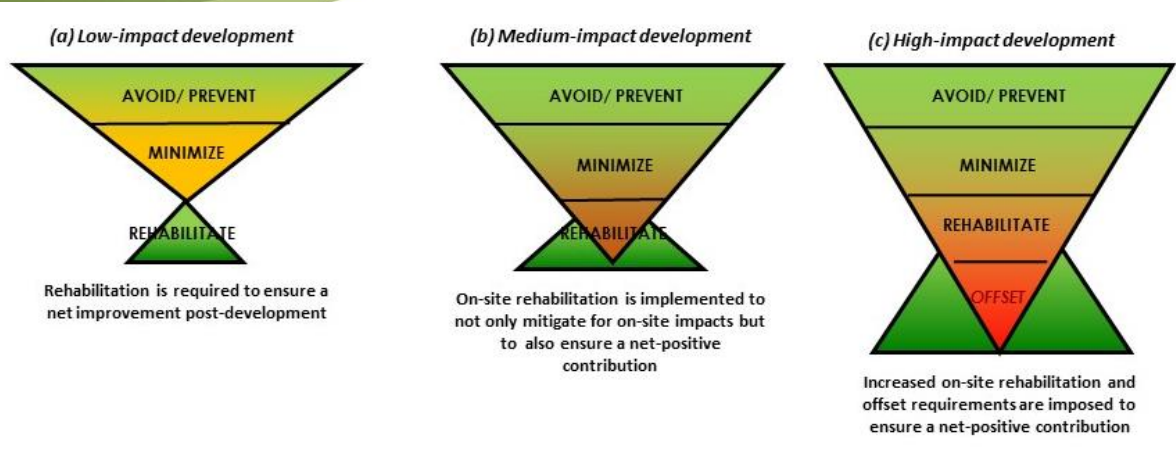 (a) Low-impact development
AVOID/ PREVENT
MINIMIZE
REHABILITATE
Rehabilitation is required to ensure a
net improvement post-development
(b) Medium-impact development
AVOID/ PREVENT
MINIMIZE
REHABILITATE
On-site rehabilitation is implemented to
not only mitigate for on-site impacts but
to also ensure a net-positive
contribution
(c) High-impact development
AVOID/ PREVENT
MINIMIZE
REHABILITATE
OFFSET
Increased on-site rehabilitation and
offset requirements are imposed to
ensure a net-positive contribution